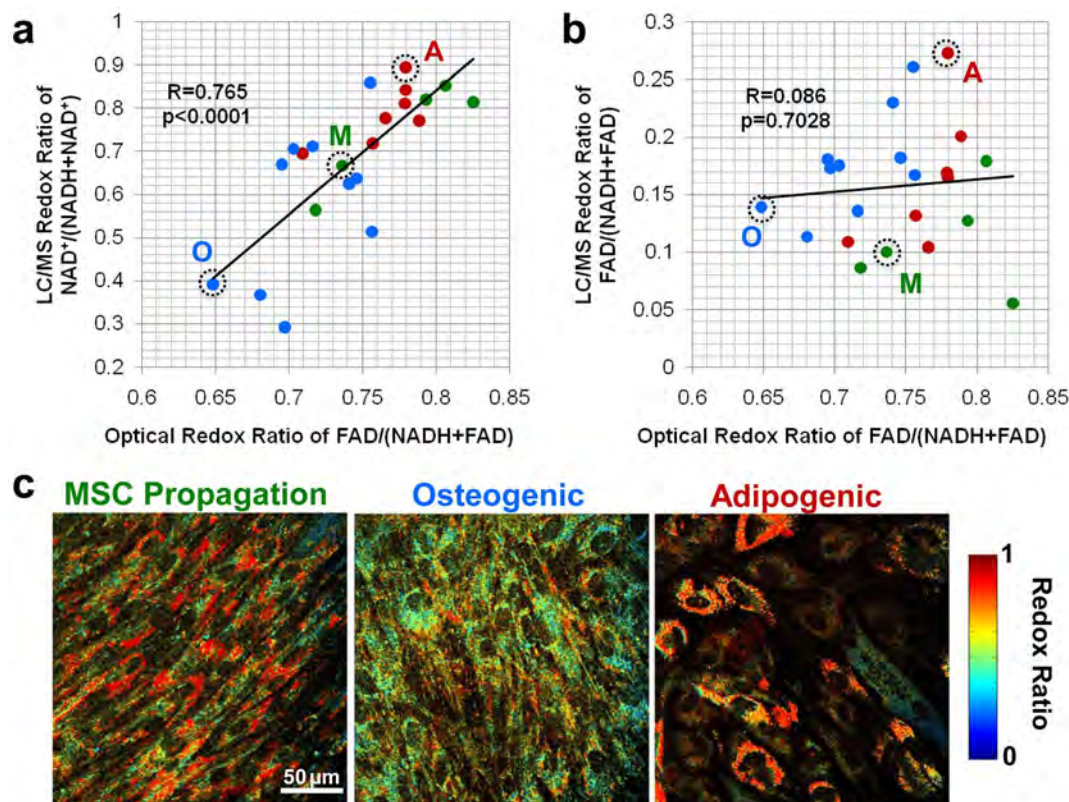 a
LC/MS Redox Ratio of
NAD⁺/(NADH+NAD⁺)
1
0.9
0.8
0.7
0.6
0.5
0.4
0.3
0.2
R=0.765
p<0.0001
A
M
O
0.6
0.65
0.7
0.75
0.8
0.85
Optical Redox Ratio of FAD/(NADH+FAD)
b
LC/MS Redox Ratio of
FAD/(NADH+FAD)
0.3
0.25
0.2
0.15
0.1
0.05
0
R=0.086
p=0.7028
A
O
M
0.6
0.65
0.7
0.75
0.8
0.85
Optical Redox Ratio of FAD/(NADH+FAD)
c
MSC Propagation
Osteogenic
Adipogenic
50 µm
1
0
Redox Ratio